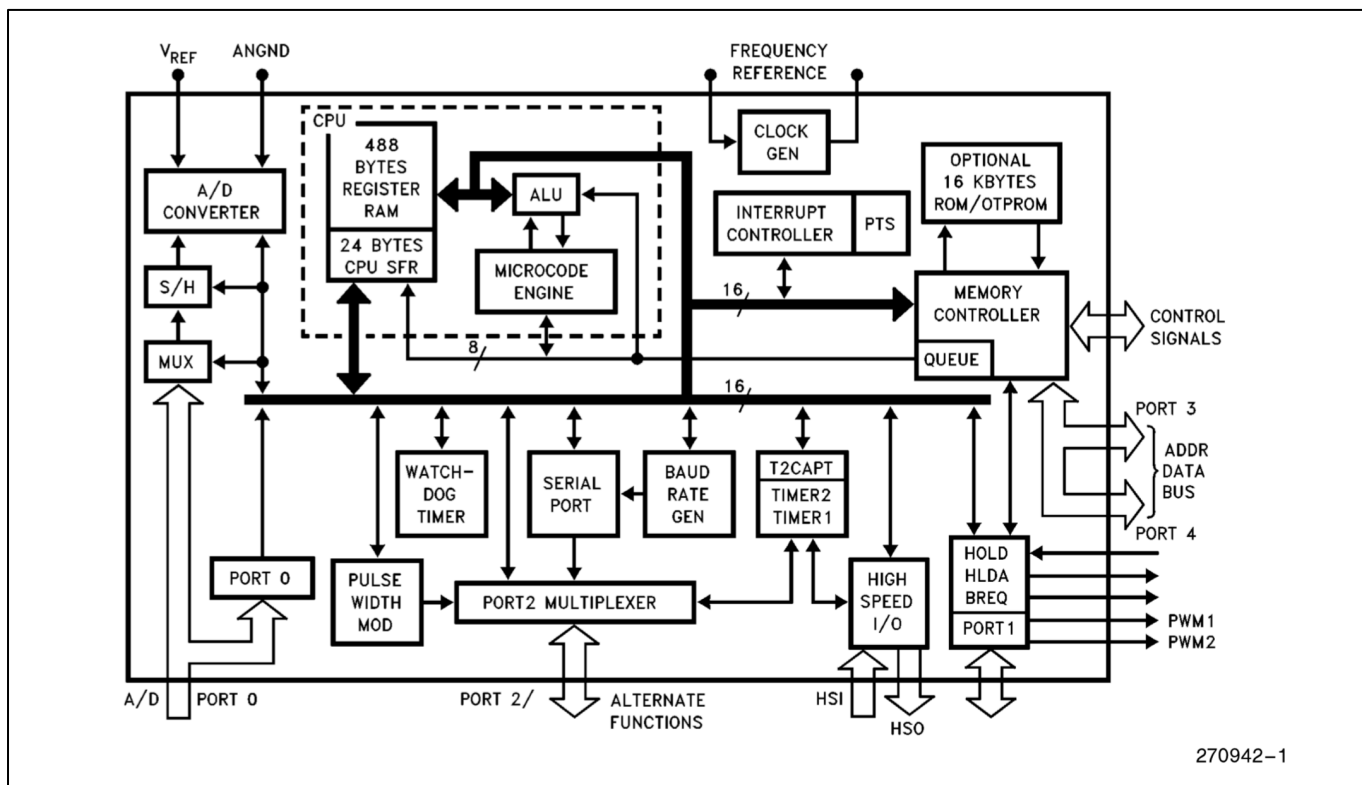 VREF
ANGND
FREQUENCY
REFERENCE
CPU
488
BYTES
REGISTER
RAM
24 BYTES
CPU SFR
ALU
MICROCODE
ENGINE
CLOCK
GEN
OPTIONAL
16 KBYTES
ROM/OTPROM
A/D
CONVERTER
INTERRUPT
CONTROLLER
PTS
S/H
MUX
16
MEMORY
CONTROLLER
QUEUE
CONTROL
SIGNALS
8
16
PORT 3
ADDR
DATA
BUS
PORT 4
WATCH-
DOG
TIMER
SERIAL
PORT
BAUD
RATE
GEN
T2CAPT
TIMER2
TIMER1
PORT 0
PULSE
WIDTH
MOD
PORT2 MULTIPLEXER
HIGH
SPEED
I/O
HOLD
HLDA
BREQ
PORT1
PWM1
PWM2
A/D
PORT 0
PORT 2/
ALTERNATE
FUNCTIONS
HSI
HSO
270942-1